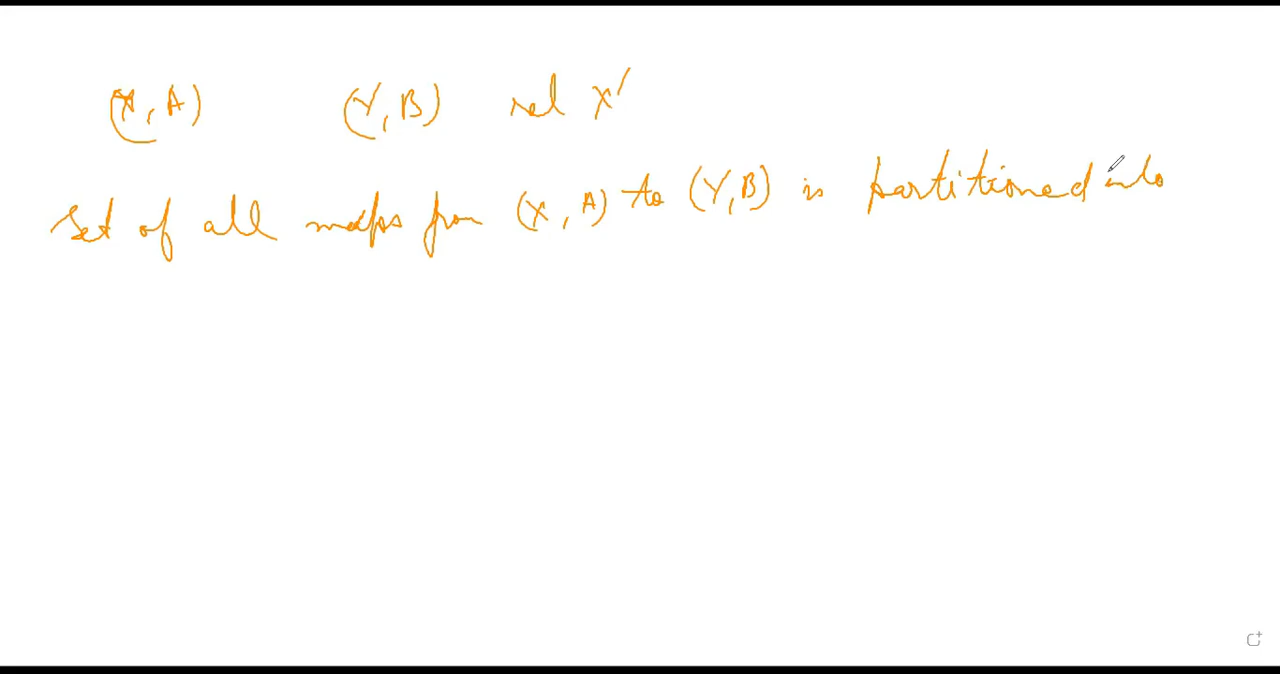 (X, A) (Y, B) rel X'
Set of all maps from (X, A) to (Y, B) is partitioned into